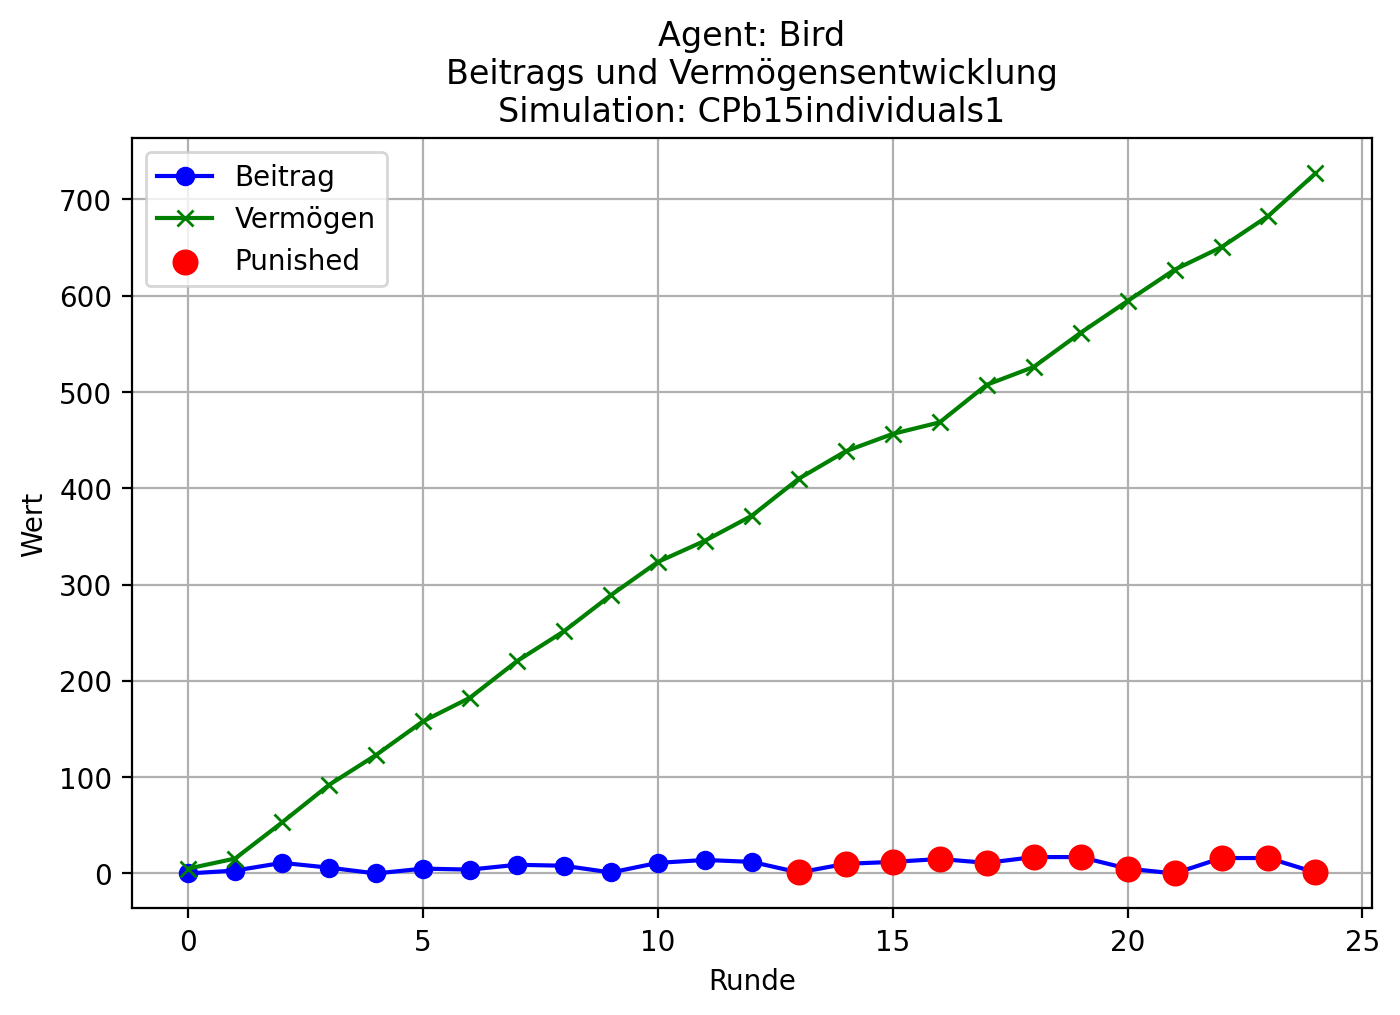 Agent: Bird
Beitrags und Vermögensentwicklung
Simulation: CPb15individuals1
Beitrag
Vermögen
Punished
700
600
500
400
300
200
100
0
Wert
0 5 10 15 20 25
Runde